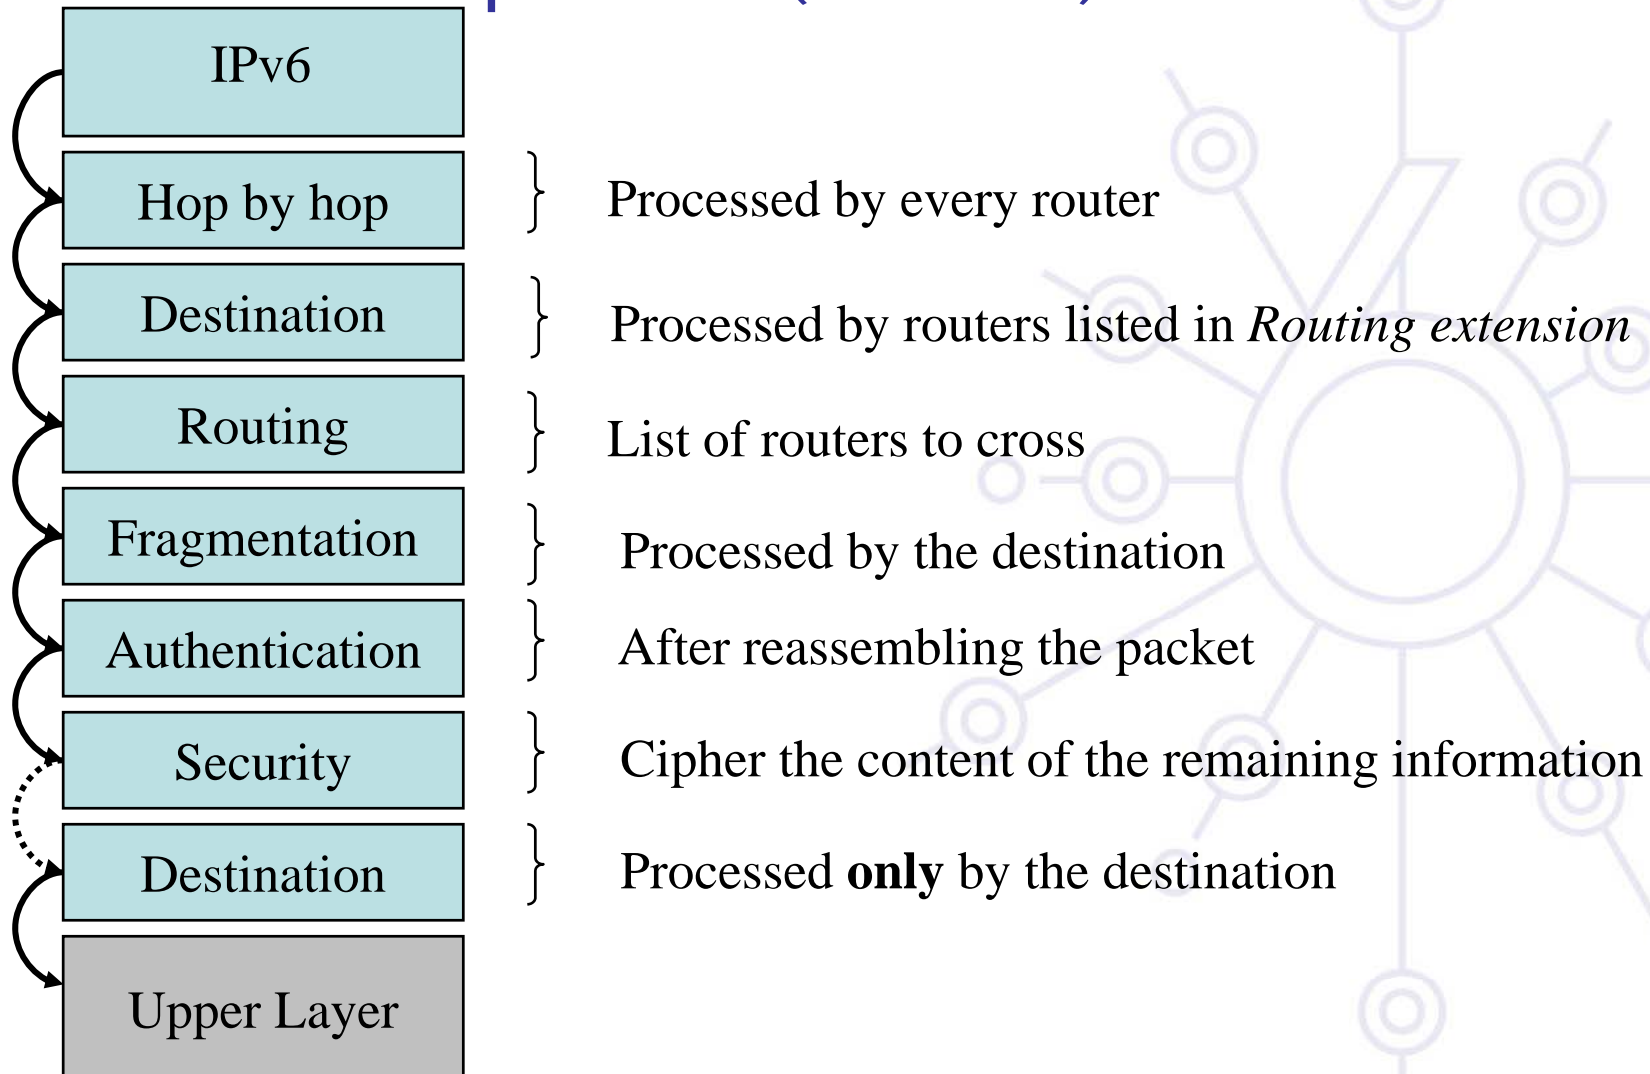 IPv6
Hop by hop
Processed by every router
Destination
Processed by routers listed in Routing extension
Routing
List of routers to cross
Fragmentation
Processed by the destination
Authentication
After reassembling the packet
Security
Cipher the content of the remaining information
Destination
Processed only by the destination
Upper Layer